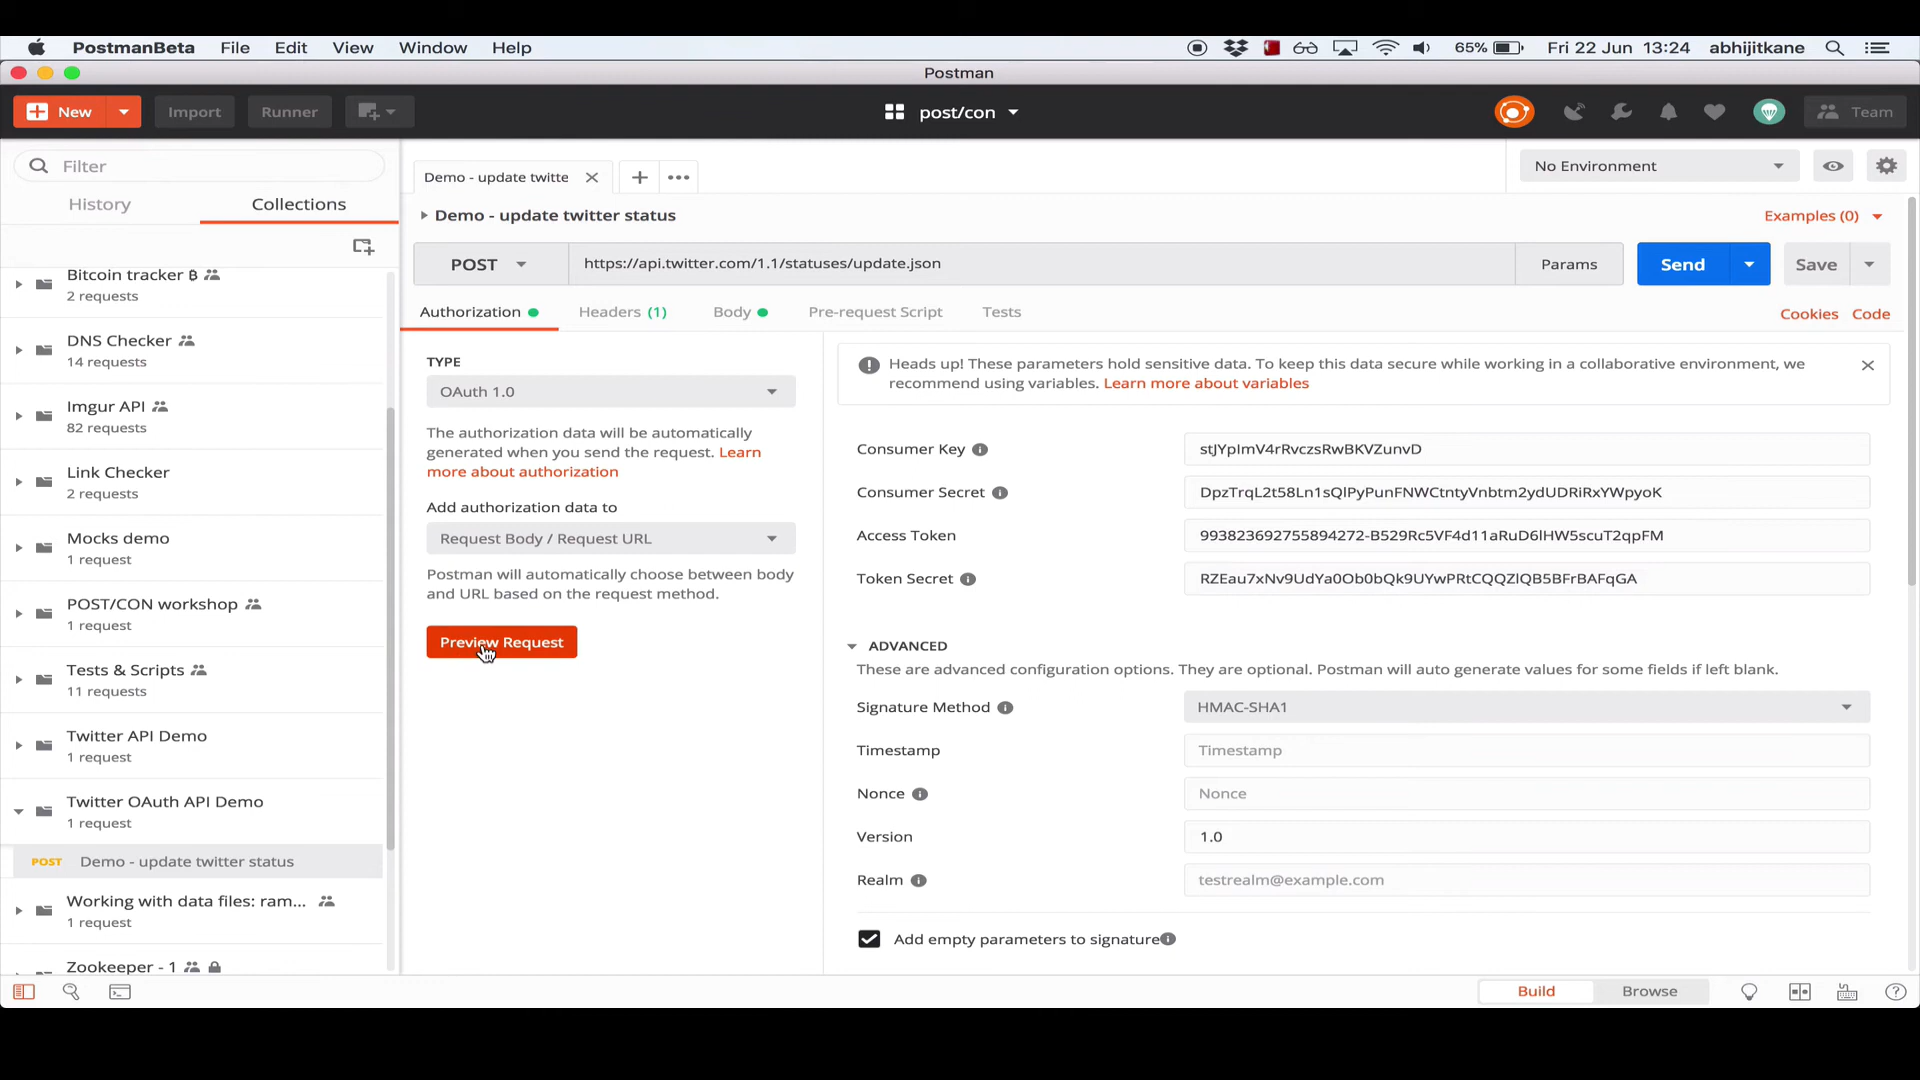 PostmanBeta File Edit View Window Help 65% Fri 22 Jun 13:24 abhijitkane
Postman
New Import Runner post/con Team
Filter
History Collections
Bitcoin tracker ฿
2 requests
DNS Checker
14 requests
Imgur API
82 requests
Link Checker
2 requests
Mocks demo
1 request
POST/CON workshop
1 request
Tests & Scripts
11 requests
Twitter API Demo
1 request
Twitter OAuth API Demo
1 request
POST Demo - update twitter status
Working with data files: ram...
1 request
Zookeeper - 1
Demo - update twitte
No Environment
Demo - update twitter status
Examples (0)
POST https://api.twitter.com/1.1/statuses/update.json Params Send Save
Authorization Headers (1) Body Pre-request Script Tests Cookies Code
TYPE
OAuth 1.0
The authorization data will be automatically
generated when you send the request. Learn
more about authorization
Add authorization data to
Request Body / Request URL
Postman will automatically choose between body
and URL based on the request method.
Preview Request
Heads up! These parameters hold sensitive data. To keep this data secure while working in a collaborative environment, we
recommend using variables. Learn more about variables
Consumer Key stJYpImV4rRvczsRwBKVZunvD
Consumer Secret DpzTrqL2t58Ln1sQlPyPunFNWCtntyVnbtm2ydUDRiRxYWpyoK
Access Token 993823692755894272-B529Rc5VF4d11aRuD6lHW5scuT2qpFM
Token Secret RZEau7xNv9UdYa0Ob0bQk9UYwPRtCQQZlQB5BFrBAFqGA
ADVANCED
These are advanced configuration options. They are optional. Postman will auto generate values for some fields if left blank.
Signature Method HMAC-SHA1
Timestamp Timestamp
Nonce Nonce
Version 1.0
Realm testrealm@example.com
Add empty parameters to signature
Build Browse